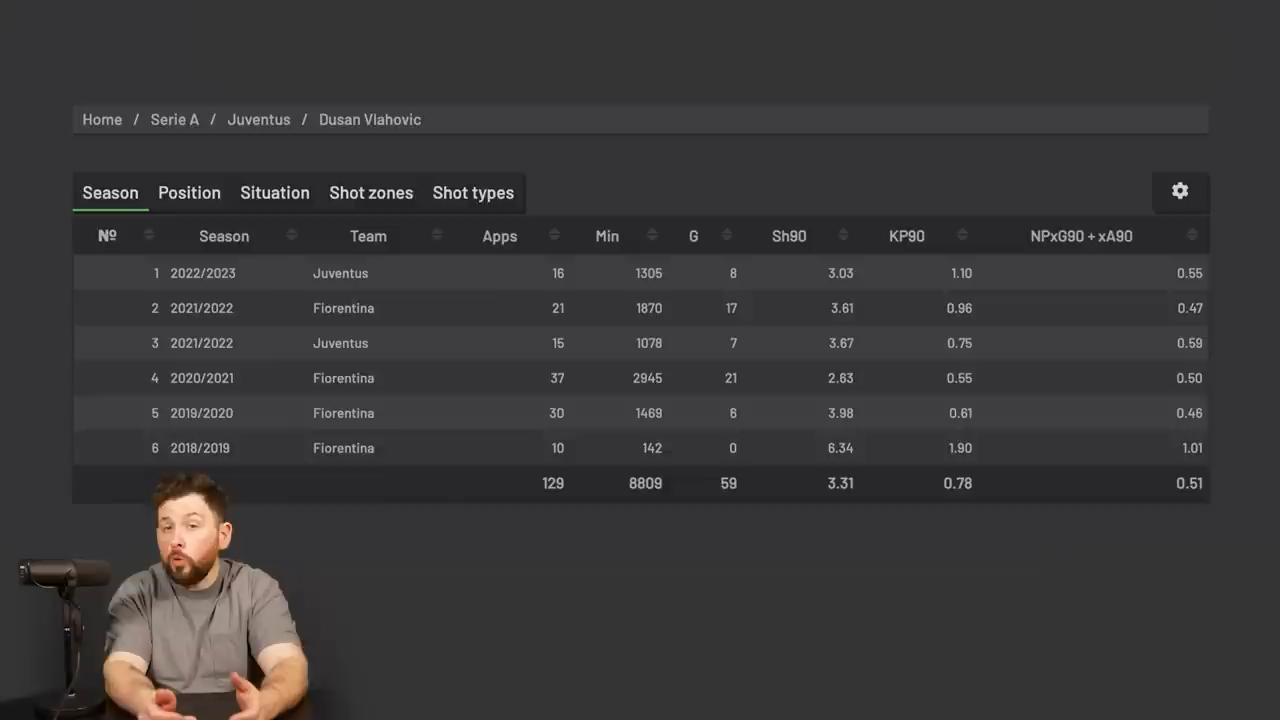 Home / Serie A / Juventus / Dusan Vlahovic
Season Position Situation Shot zones Shot types
Nº Season Team Apps Min G Sh90 KP90 NPxG90 + xA90
1 2022/2023 Juventus 16 1305 8 3.03 1.10 0.55
2 2021/2022 Fiorentina 21 1870 17 3.61 0.96 0.47
3 2021/2022 Juventus 15 1078 7 3.67 0.75 0.59
4 2020/2021 Fiorentina 37 2945 21 2.63 0.55 0.50
5 2019/2020 Fiorentina 30 1469 6 3.98 0.61 0.46
6 2018/2019 Fiorentina 10 142 0 6.34 1.90 1.01
129 8809 59 3.31 0.78 0.51